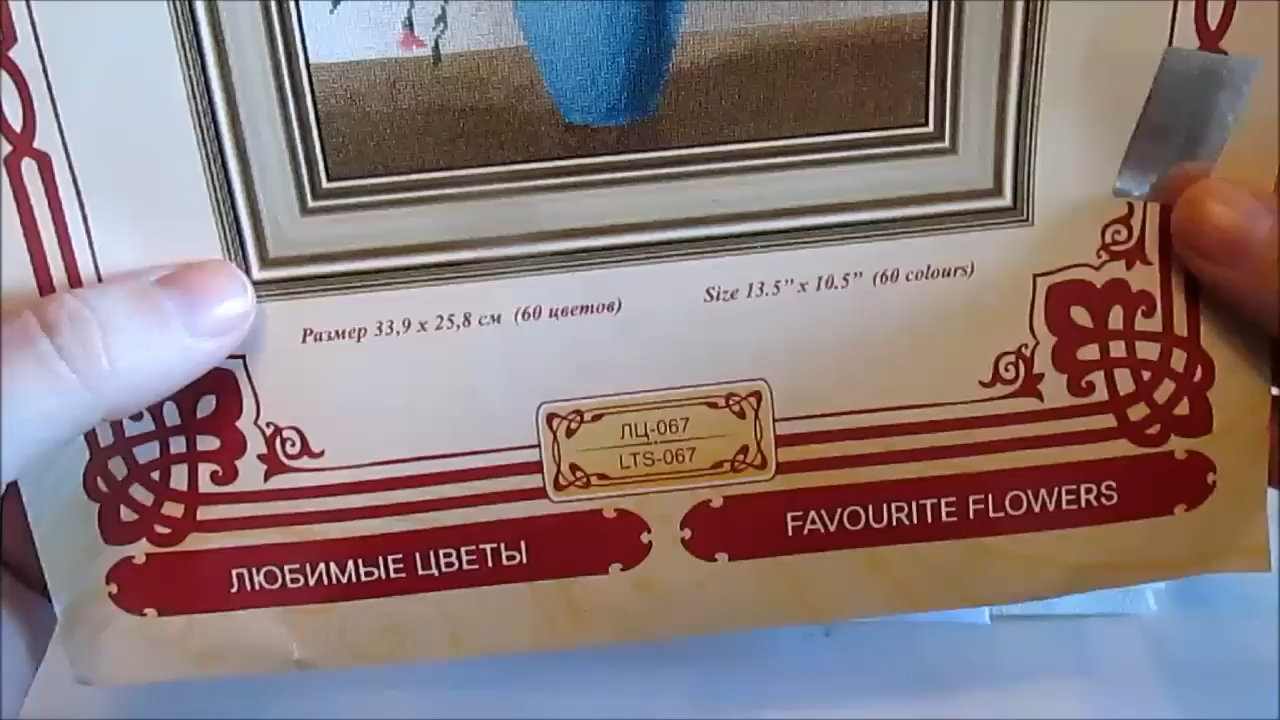 Размер 33,9 x 25,8 см (60 цветов)
Size 13.5” x 10.5” (60 colours)
ЛЦ-067
LTS-067
ЛЮБИМЫЕ ЦВЕТЫ
FAVOURITE FLOWERS